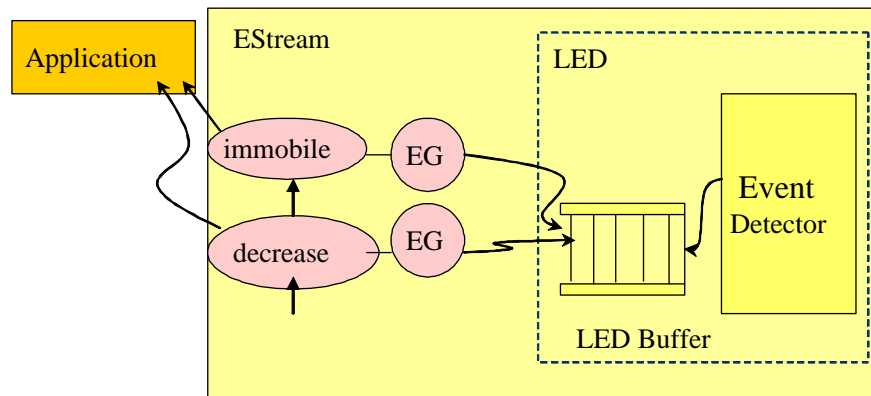 EStream
Application
LED
immobile
EG
Event
Detector
decrease
EG
LED Buffer